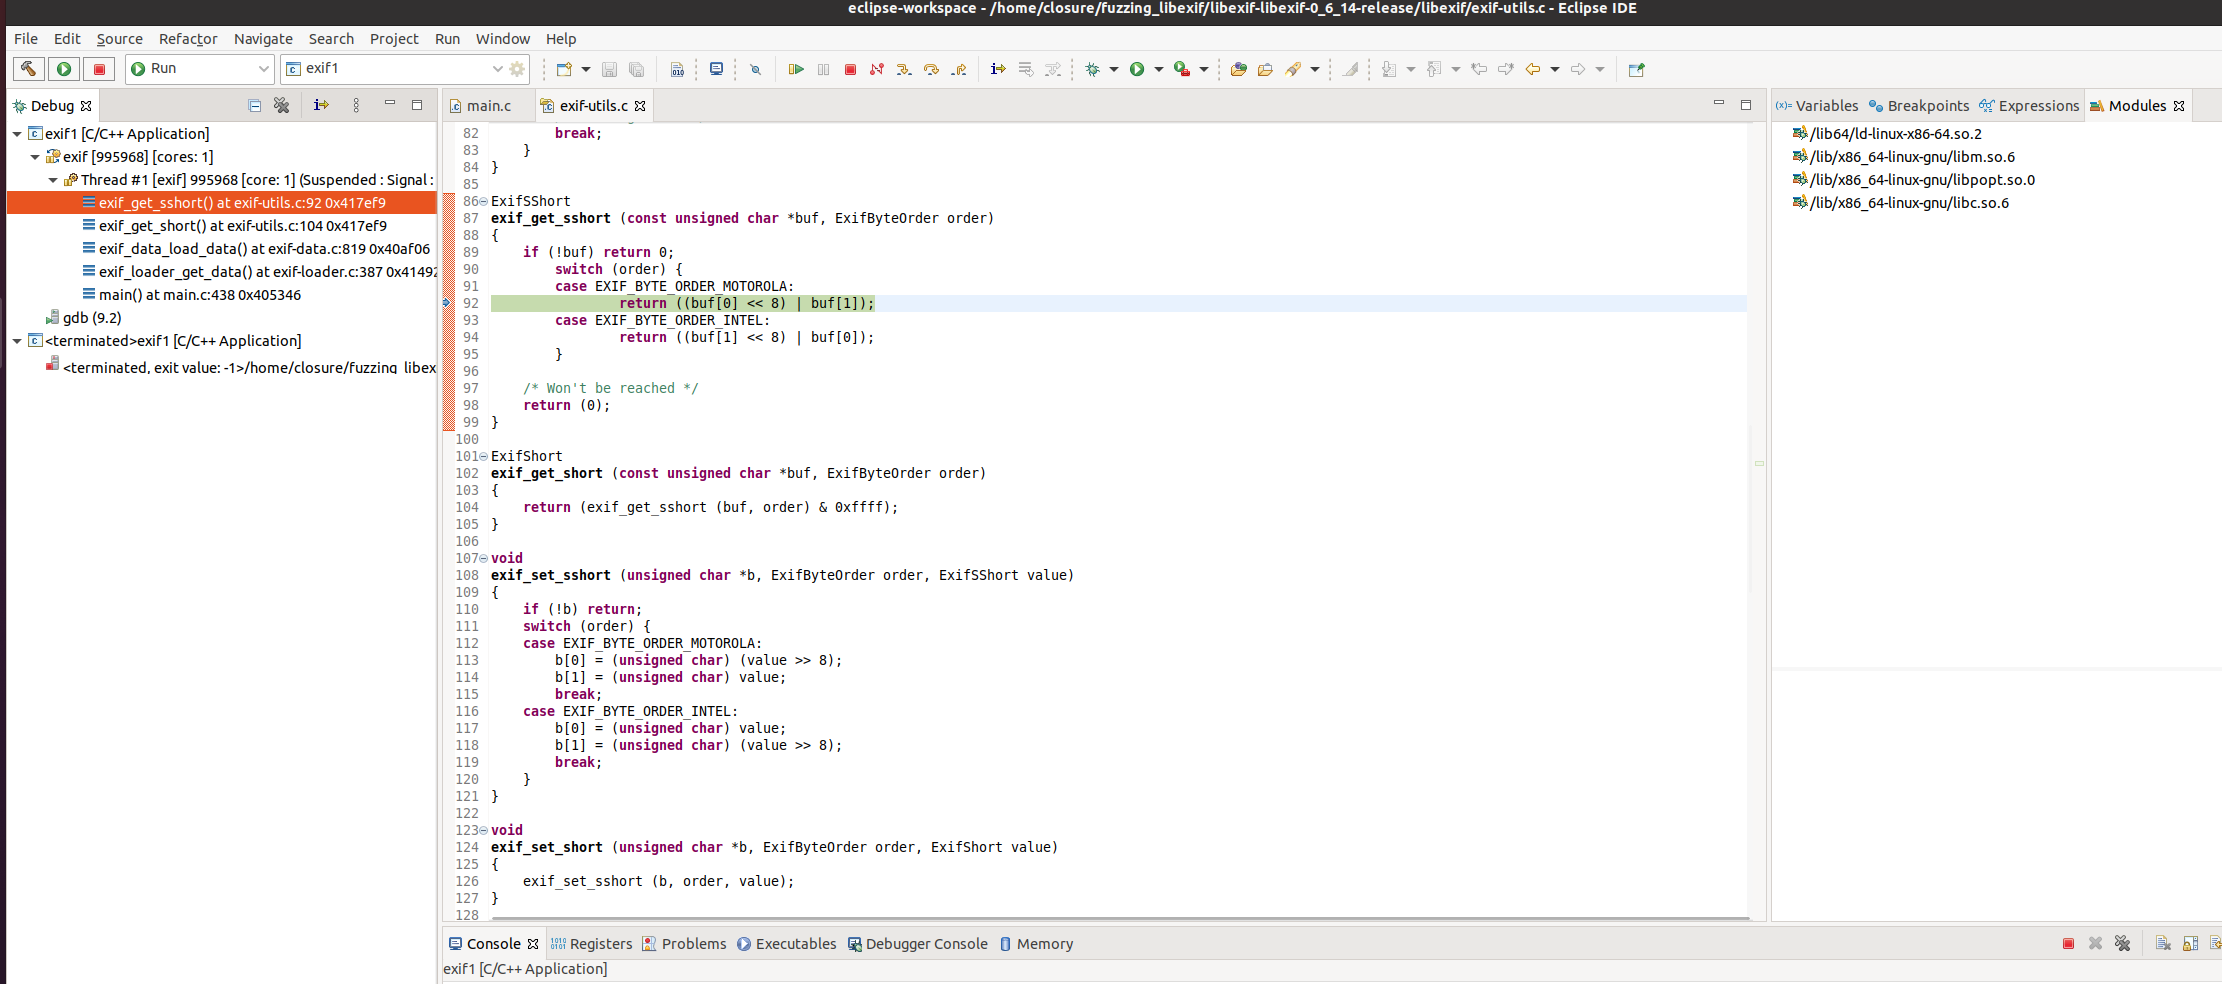 eclipse-workspace - /home/closure/fuzzing_libexif/libexif-libexif-0_6_14-release/libexif/exif-utils.c - Eclipse IDE
File Edit Source Refactor Navigate Search Project Run Window Help
Run exif1
Debug
exif1 [C/C++ Application]
exif [995968] [cores: 1]
Thread #1 [exif] 995968 [core: 1] (Suspended : Signal :
exif_get_sshort() at exif-utils.c:92 0x417ef9
exif_get_short() at exif-utils.c:104 0x417ef9
exif_data_load_data() at exif-data.c:819 0x40af06
exif_loader_get_data() at exif-loader.c:387 0x41492
main() at main.c:438 0x405346
gdb (9.2)
<terminated>exif1 [C/C++ Application]
<terminated, exit value: -1>/home/closure/fuzzing_libex
main.c exif-utils.c
82 break;
83 }
84 }
85
86 ExifSShort
87 exif_get_sshort (const unsigned char *buf, ExifByteOrder order)
88 {
89 if (!buf) return 0;
90 switch (order) {
91 case EXIF_BYTE_ORDER_MOTOROLA:
92 return ((buf[0] << 8) | buf[1]);
93 case EXIF_BYTE_ORDER_INTEL:
94 return ((buf[1] << 8) | buf[0]);
95 }
96
97 /* Won't be reached */
98 return (0);
99 }
100
101 ExifShort
102 exif_get_short (const unsigned char *buf, ExifByteOrder order)
103 {
104 return (exif_get_sshort (buf, order) & 0xffff);
105 }
106
107 void
108 exif_set_sshort (unsigned char *b, ExifByteOrder order, ExifSShort value)
109 {
110 if (!b) return;
111 switch (order) {
112 case EXIF_BYTE_ORDER_MOTOROLA:
113 b[0] = (unsigned char) (value >> 8);
114 b[1] = (unsigned char) value;
115 break;
116 case EXIF_BYTE_ORDER_INTEL:
117 b[0] = (unsigned char) value;
118 b[1] = (unsigned char) (value >> 8);
119 break;
120 }
121 }
122
123 void
124 exif_set_short (unsigned char *b, ExifByteOrder order, ExifShort value)
125 {
126 exif_set_sshort (b, order, value);
127 }
128
Variables Breakpoints Expressions Modules
/lib64/ld-linux-x86-64.so.2
/lib/x86_64-linux-gnu/libm.so.6
/lib/x86_64-linux-gnu/libpopt.so.0
/lib/x86_64-linux-gnu/libc.so.6
Console Registers Problems Executables Debugger Console Memory
exif1 [C/C++ Application]